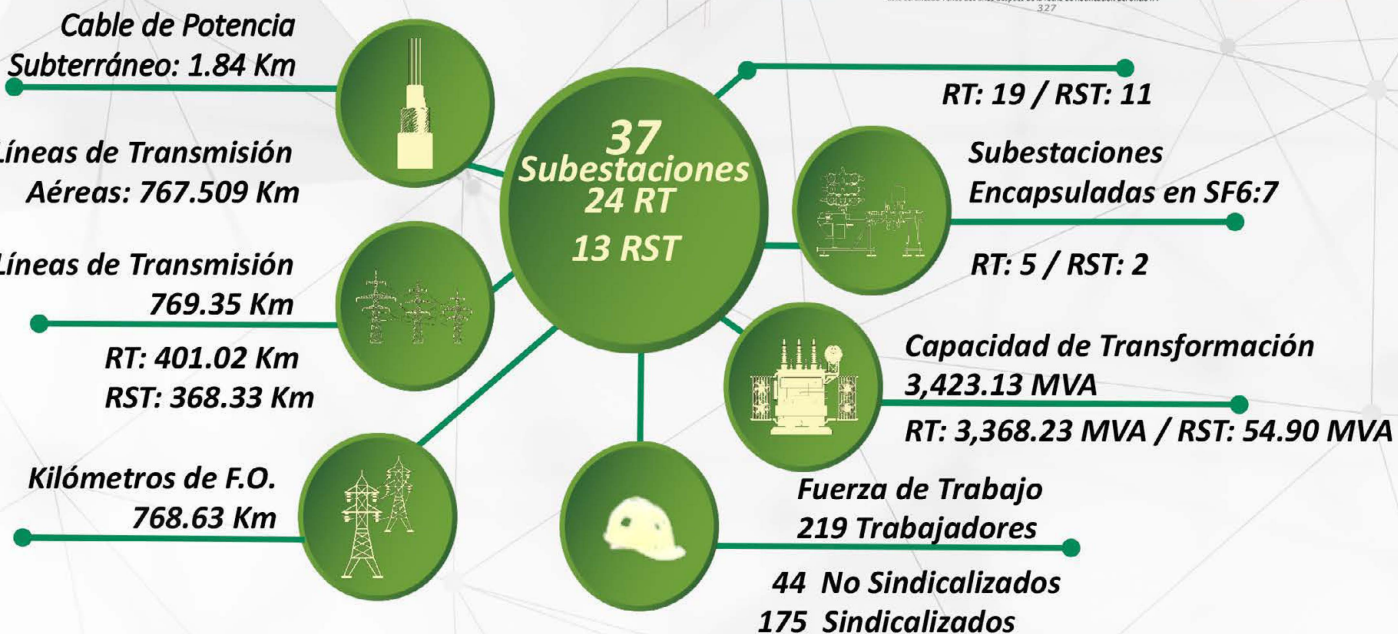 327
Cable de Potencia
Subterráneo: 1.84 Km
Líneas de Transmisión
Aéreas: 767.509 Km
Líneas de Transmisión
769.35 Km
RT: 401.02 Km
RST: 368.33 Km
Kilómetros de F.O.
768.63 Km
37
Subestaciones
24 RT
13 RST
RT: 19 / RST: 11
Subestaciones
Encapsuladas en SF6:7
RT: 5 / RST: 2
Capacidad de Transformación
3,423.13 MVA
RT: 3,368.23 MVA / RST: 54.90 MVA
Fuerza de Trabajo
219 Trabajadores
44 No Sindicalizados
175 Sindicalizados